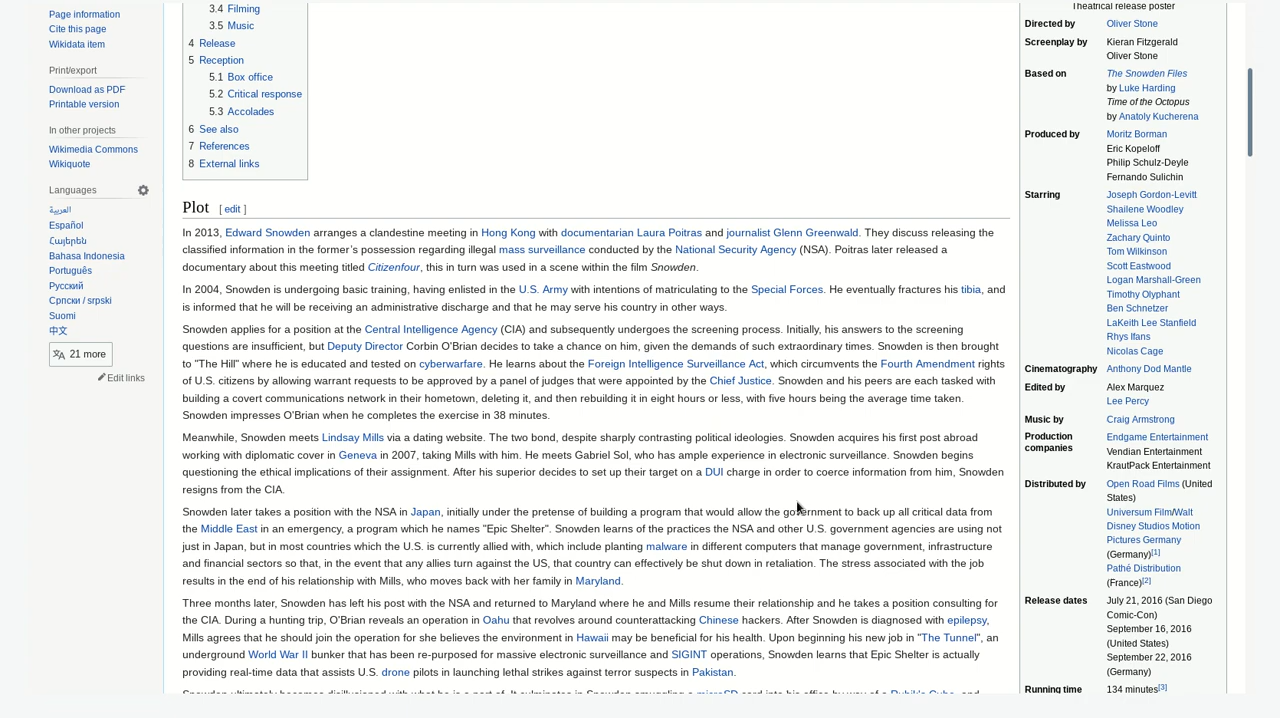 Page information
Cite this page
Wikidata item
Print/export
Download as PDF
Printable version
In other projects
Wikimedia Commons
Wikiquote
Languages
العربية
Español
Հայերեն
Bahasa Indonesia
Português
Русский
Српски / srpski
Suomi
中文
21 more
Edit links
3.4 Filming
3.5 Music
4 Release
5 Reception
5.1 Box office
5.2 Critical response
5.3 Accolades
6 See also
7 References
8 External links
Plot [ edit ]
In 2013, Edward Snowden arranges a clandestine meeting in Hong Kong with documentarian Laura Poitras and journalist Glenn Greenwald. They discuss releasing the
classified information in the former's possession regarding illegal mass surveillance conducted by the National Security Agency (NSA). Poitras later released a
documentary about this meeting titled Citizenfour, this in turn was used in a scene within the film Snowden.
In 2004, Snowden is undergoing basic training, having enlisted in the U.S. Army with intentions of matriculating to the Special Forces. He eventually fractures his tibia, and
is informed that he will be receiving an administrative discharge and that he may serve his country in other ways.
Snowden applies for a position at the Central Intelligence Agency (CIA) and subsequently undergoes the screening process. Initially, his answers to the screening
questions are insufficient, but Deputy Director Corbin O'Brian decides to take a chance on him, given the demands of such extraordinary times. Snowden is then brought
to "The Hill" where he is educated and tested on cyberwarfare. He learns about the Foreign Intelligence Surveillance Act, which circumvents the Fourth Amendment rights
of U.S. citizens by allowing warrant requests to be approved by a panel of judges that were appointed by the Chief Justice. Snowden and his peers are each tasked with
building a covert communications network in their hometown, deleting it, and then rebuilding it in eight hours or less, with five hours being the average time taken.
Snowden impresses O'Brian when he completes the exercise in 38 minutes.
Meanwhile, Snowden meets Lindsay Mills via a dating website. The two bond, despite sharply contrasting political ideologies. Snowden acquires his first post abroad
working with diplomatic cover in Geneva in 2007, taking Mills with him. He meets Gabriel Sol, who has ample experience in electronic surveillance. Snowden begins
questioning the ethical implications of their assignment. After his superior decides to set up their target on a DUI charge in order to coerce information from him, Snowden
resigns from the CIA.
Snowden later takes a position with the NSA in Japan, initially under the pretense of building a program that would allow the government to back up all critical data from
the Middle East in an emergency, a program which he names "Epic Shelter". Snowden learns of the practices the NSA and other U.S. government agencies are using not
just in Japan, but in most countries which the U.S. is currently allied with, which include planting malware in different computers that manage government, infrastructure
and financial sectors so that, in the event that any allies turn against the US, that country can effectively be shut down in retaliation. The stress associated with the job
results in the end of his relationship with Mills, who moves back with her family in Maryland.
Three months later, Snowden has left his post with the NSA and returned to Maryland where he and Mills resume their relationship and he takes a position consulting for
the CIA. During a hunting trip, O'Brian reveals an operation in Oahu that revolves around counterattacking Chinese hackers. After Snowden is diagnosed with epilepsy,
Mills agrees that he should join the operation for she believes the environment in Hawaii may be beneficial for his health. Upon beginning his new job in "The Tunnel", an
underground World War II bunker that has been re-purposed for massive electronic surveillance and SIGINT operations, Snowden learns that Epic Shelter is actually
providing real-time data that assists U.S. drone pilots in launching lethal strikes against terror suspects in Pakistan.
Snowden ultimately becomes disillusioned with what he is a part of. It culminates in Snowden smuggling a microSD card into his office by way of a Rubik's Cube, and
Theatrical release poster
Directed by Oliver Stone
Screenplay by Kieran Fitzgerald
Oliver Stone
Based on The Snowden Files
by Luke Harding
Time of the Octopus
by Anatoly Kucherena
Produced by Moritz Borman
Eric Kopeloff
Philip Schulz-Deyle
Fernando Sulichin
Starring Joseph Gordon-Levitt
Shailene Woodley
Melissa Leo
Zachary Quinto
Tom Wilkinson
Scott Eastwood
Logan Marshall-Green
Timothy Olyphant
Ben Schnetzer
LaKeith Lee Stanfield
Rhys Ifans
Nicolas Cage
Cinematography Anthony Dod Mantle
Edited by Alex Marquez
Lee Percy
Music by Craig Armstrong
Production Endgame Entertainment
companies Vendian Entertainment
KrautPack Entertainment
Distributed by Open Road Films (United
States)
Universum Film/Walt
Disney Studios Motion
Pictures Germany
(Germany)[1]
Pathé Distribution
(France)[2]
Release dates July 21, 2016 (San Diego
Comic-Con)
September 16, 2016
(United States)
September 22, 2016
(Germany)
Running time 134 minutes[3]